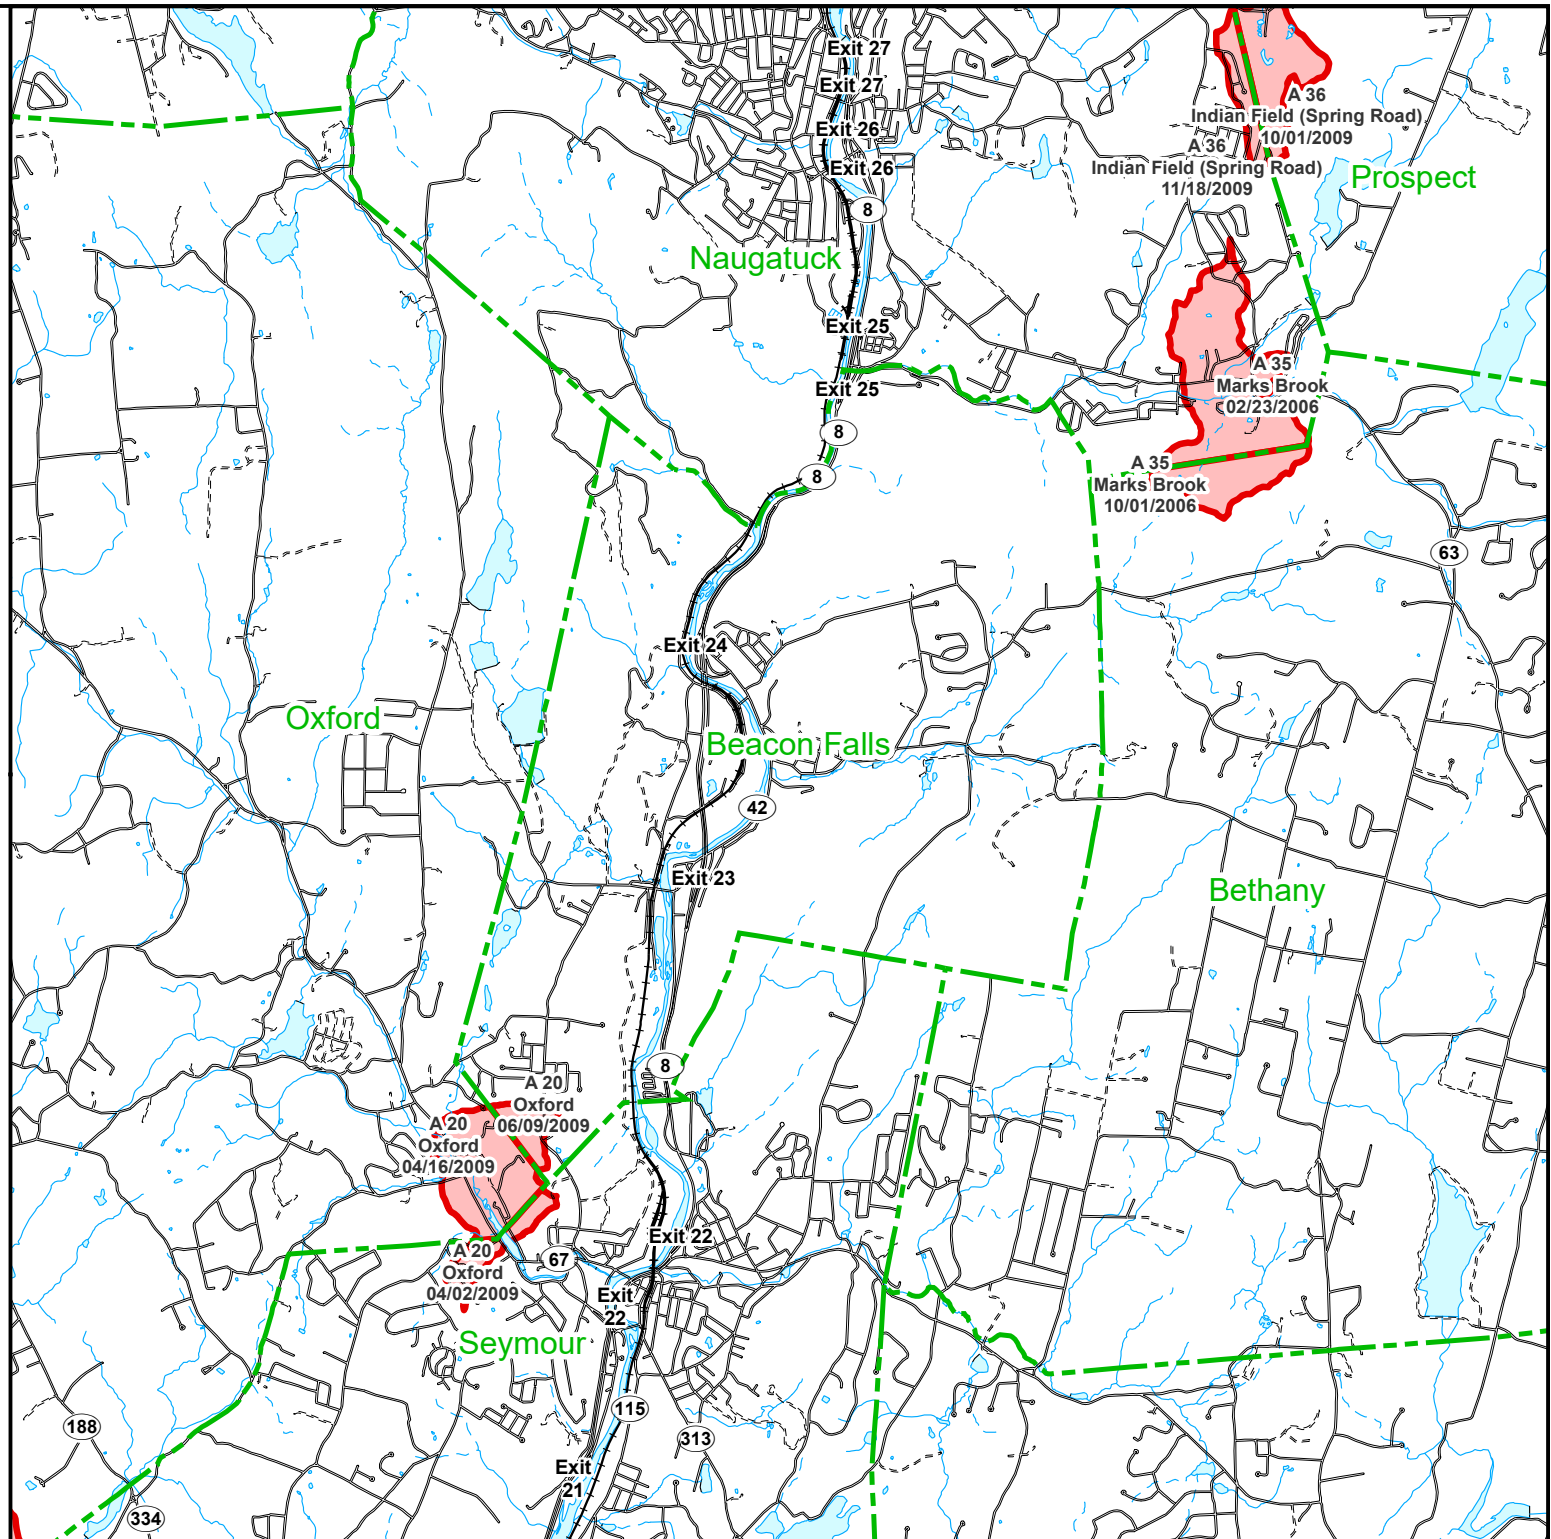 Exit 27
Exit 27
A 36
Indian Field (Spring Road)
10/01/2009
Exit 26
A 36
Indian Field (Spring Road)
11/18/2009
Exit 26
Prospect
8
Naugatuck
Exit 25
A 35
Marks Brook
02/23/2006
Exit 25
8
A 35
Marks Brook
10/01/2006
8
63
Exit 24
Oxford
Beacon Falls
42
Exit 23
Bethany
8
A 20
Oxford
06/09/2009
A 20
Oxford
04/16/2009
Exit 22
A 20
Oxford
04/02/2009
67
Exit
22
Seymour
115
188
313
Exit
21
334